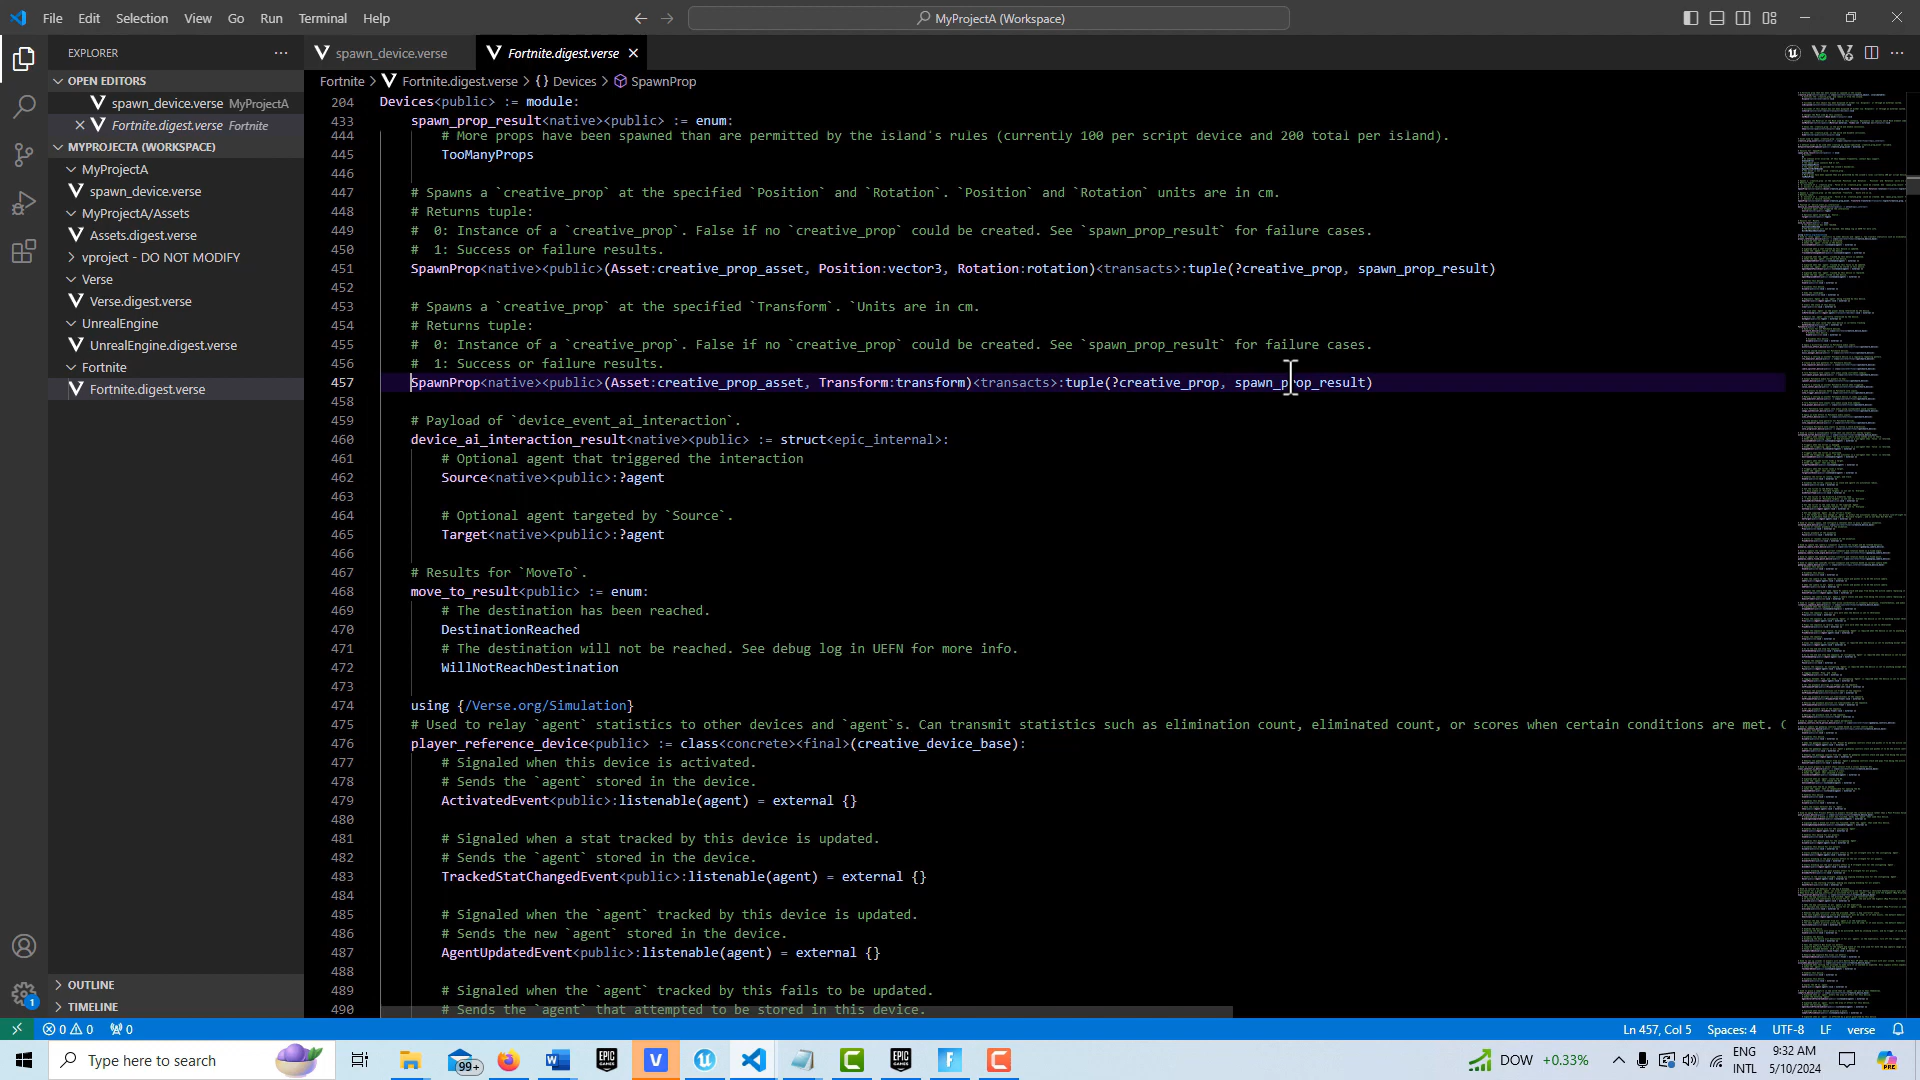 File Edit Selection View Go Run Terminal Help
MyProjectA (Workspace)
EXPLORER
OPEN EDITORS
spawn_device.verse MyProjectA
Fortnite.digest.verse Fortnite
MYPROJECTA (WORKSPACE)
MyProjectA
spawn_device.verse
MyProjectA/Assets
Assets.digest.verse
vproject - DO NOT MODIFY
Verse
Verse.digest.verse
UnrealEngine
UnrealEngine.digest.verse
Fortnite
Fortnite.digest.verse
OUTLINE
TIMELINE
spawn_device.verse
Fortnite.digest.verse
Fortnite > Fortnite.digest.verse > {} Devices > SpawnProp
204 Devices<public> := module:
433 spawn_prop_result<native><public> := enum:
444 # More props have been spawned than are permitted by the island's rules (currently 100 per script device and 200 total per island).
445 TooManyProps
446
447 # Spawns a `creative_prop` at the specified `Position` and `Rotation`. `Position` and `Rotation` units are in cm.
448 # Returns tuple:
449 #  0: Instance of a `creative_prop`. False if no `creative_prop` could be created. See `spawn_prop_result` for failure cases.
450 #  1: Success or failure results.
451 SpawnProp<native><public>(Asset:creative_prop_asset, Position:vector3, Rotation:rotation)<transacts>:tuple(?creative_prop, spawn_prop_result)
452
453 # Spawns a `creative_prop` at the specified `Transform`. `Units are in cm.
454 # Returns tuple:
455 #  0: Instance of a `creative_prop`. False if no `creative_prop` could be created. See `spawn_prop_result` for failure cases.
456 #  1: Success or failure results.
457 SpawnProp<native><public>(Asset:creative_prop_asset, Transform:transform)<transacts>:tuple(?creative_prop, spawn_prop_result)
458
459 # Payload of `device_event_ai_interaction`.
460 device_ai_interaction_result<native><public> := struct<epic_internal>:
461 # Optional agent that triggered the interaction
462 Source<native><public>:?agent
463
464 # Optional agent targeted by `Source`.
465 Target<native><public>:?agent
466
467 # Results for `MoveTo`.
468 move_to_result<public> := enum:
469 # The destination has been reached.
470 DestinationReached
471 # The destination will not be reached. See debug log in UEFN for more info.
472 WillNotReachDestination
473
474 using {/Verse.org/Simulation}
475 # Used to relay `agent` statistics to other devices and `agent`s. Can transmit statistics such as elimination count, eliminated count, or scores when certain conditions are met. C
476 player_reference_device<public> := class<concrete><final>(creative_device_base):
477 # Signaled when this device is activated.
478 # Sends the `agent` stored in the device.
479 ActivatedEvent<public>:listenable(agent) = external {}
480
481 # Signaled when a stat tracked by this device is updated.
482 # Sends the `agent` stored in the device.
483 TrackedStatChangedEvent<public>:listenable(agent) = external {}
484
485 # Signaled when the `agent` tracked by this device is updated.
486 # Sends the new `agent` stored in the device.
487 AgentUpdatedEvent<public>:listenable(agent) = external {}
488
489 # Signaled when the `agent` tracked by this fails to be updated.
490 # Sends the `agent` that attempted to be stored in this device.
0 0 0
Ln 457, Col 5 Spaces: 4 UTF-8 LF verse
1
Type here to search
99+
EPIC GAMES
EPIC GAMES
DOW +0.33%
ENG
INTL
9:32 AM
5/10/2024
PRE